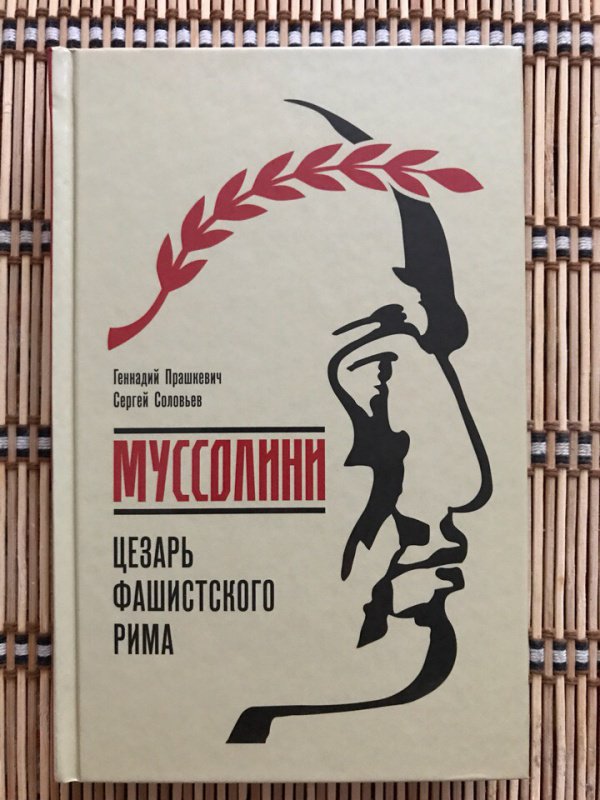 Геннадий Прашкевич
Сергей Соловьев
МУССОЛИНИ
ЦЕЗАРЬ
ФАШИСТСКОГО
РИМА